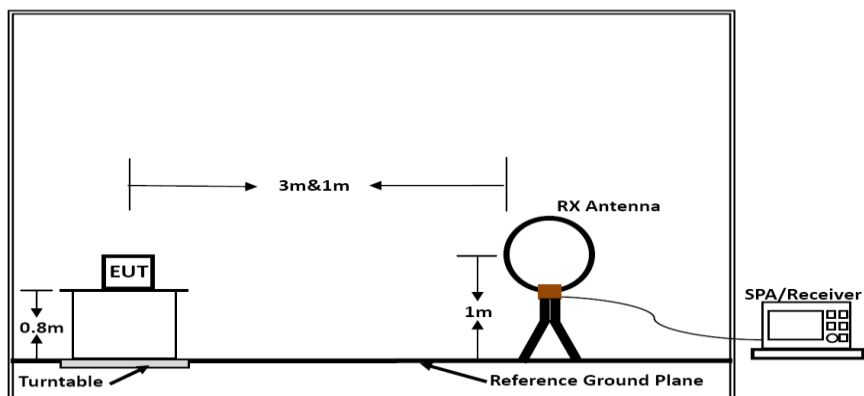 3m&1m
RX Antenna
EUT
SPA/Receiver
0.8m
1m
Turntable
Reference Ground Plane